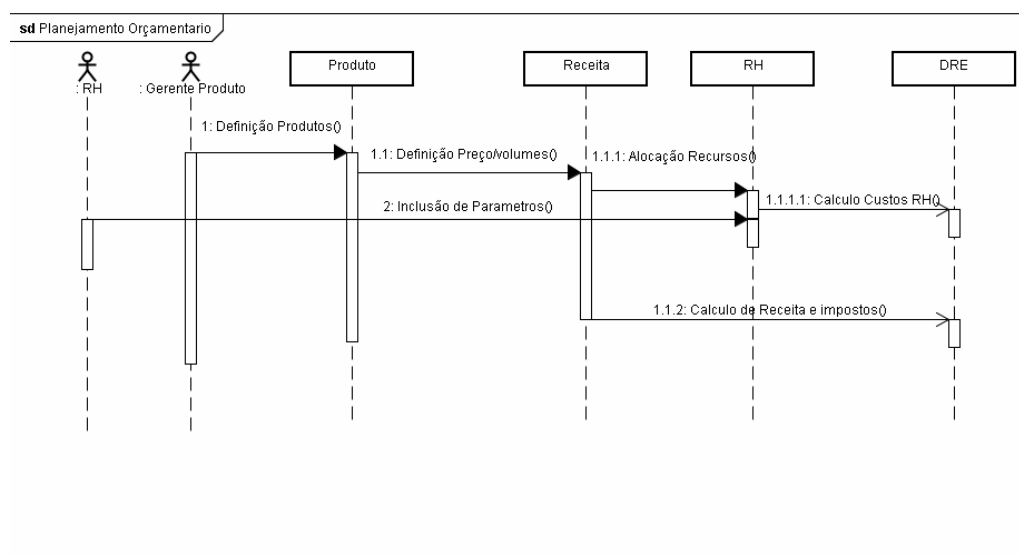 sd Planejamento Orçamentario
: RH
: Gerente Produto
Produto
Receita
RH
DRE
1: Definição Produtos()
1.1: Definição Preço/volumes()
1.1.1: Alocação Recursos()
1.1.1.1: Calculo Custos RH()
2: Inclusão de Parametros()
1.1.2: Calculo de Receita e impostos()